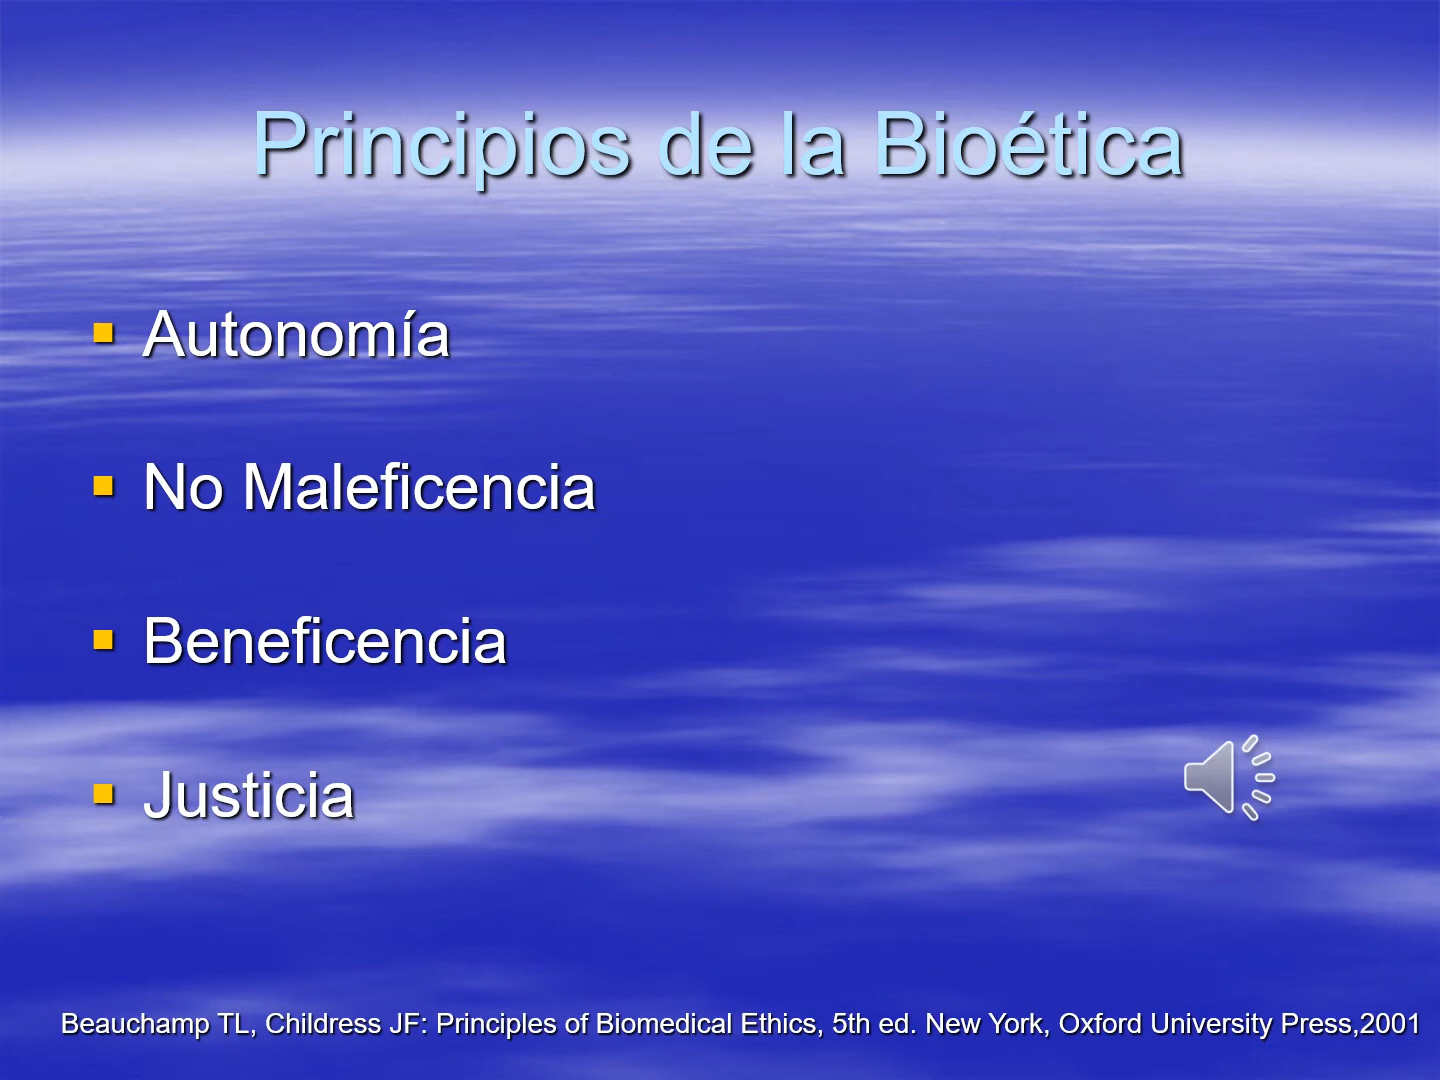 Principios de la Bioética
Autonomía
No Maleficencia
Beneficencia
Justicia
Beauchamp TL, Childress JF: Principles of Biomedical Ethics, 5th ed. New York, Oxford University Press,2001